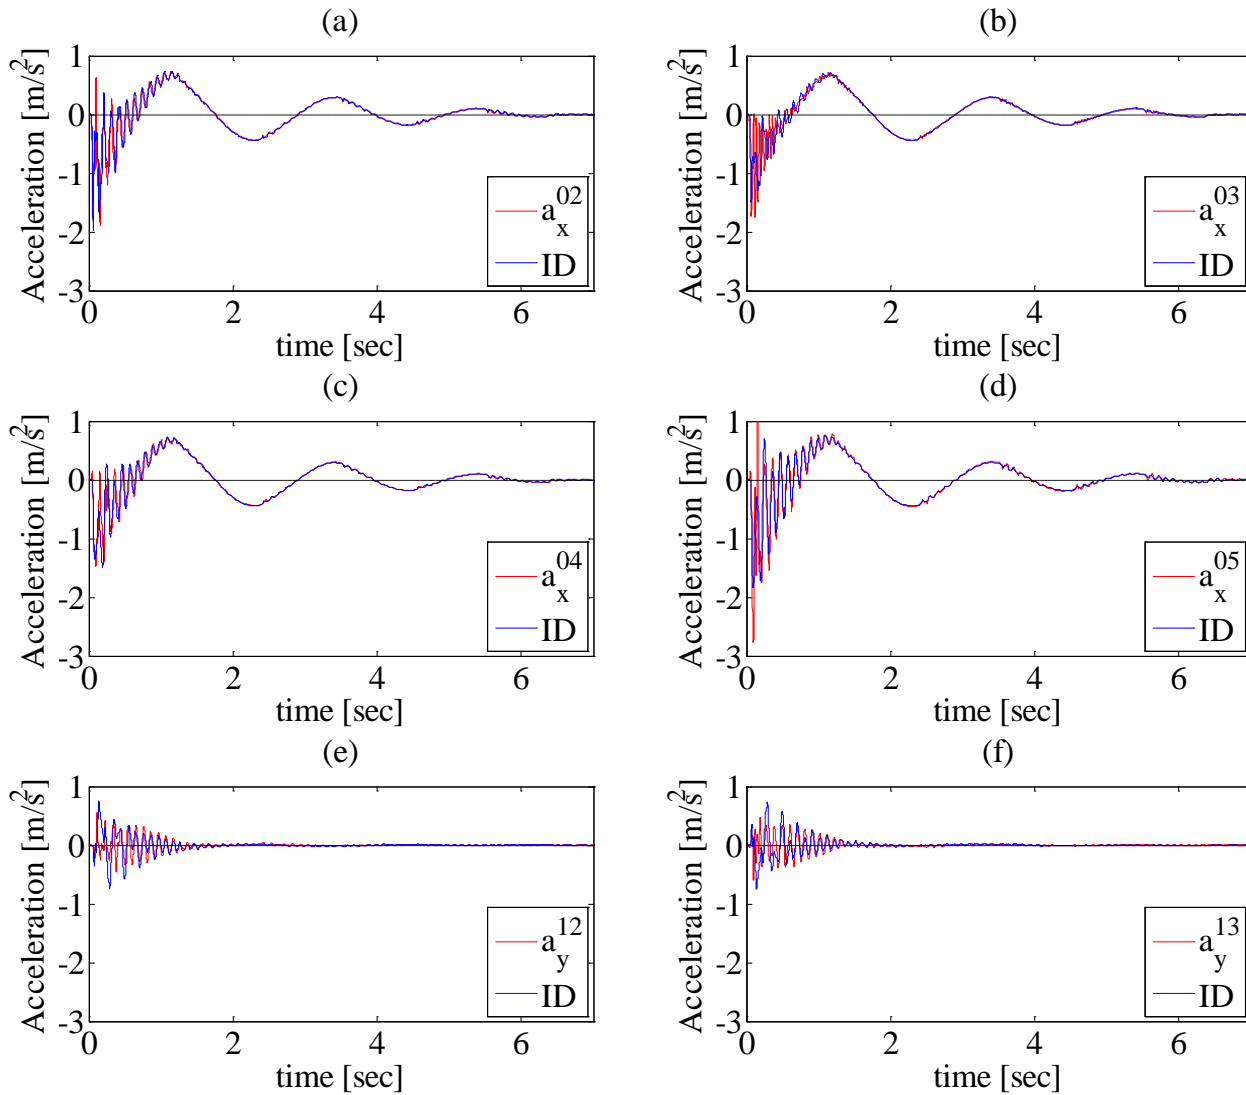 (a)
Acceleration [m/s²]
1
0
-1
-2
-3
0 2 4 6
time [sec]
a_x^02
ID
(b)
Acceleration [m/s²]
1
0
-1
-2
-3
0 2 4 6
time [sec]
a_x^03
ID
(c)
Acceleration [m/s²]
1
0
-1
-2
-3
0 2 4 6
time [sec]
a_x^04
ID
(d)
Acceleration [m/s²]
1
0
-1
-2
-3
0 2 4 6
time [sec]
a_x^05
ID
(e)
Acceleration [m/s²]
1
0
-1
-2
-3
0 2 4 6
time [sec]
a_y^12
ID
(f)
Acceleration [m/s²]
1
0
-1
-2
-3
0 2 4 6
time [sec]
a_y^13
ID